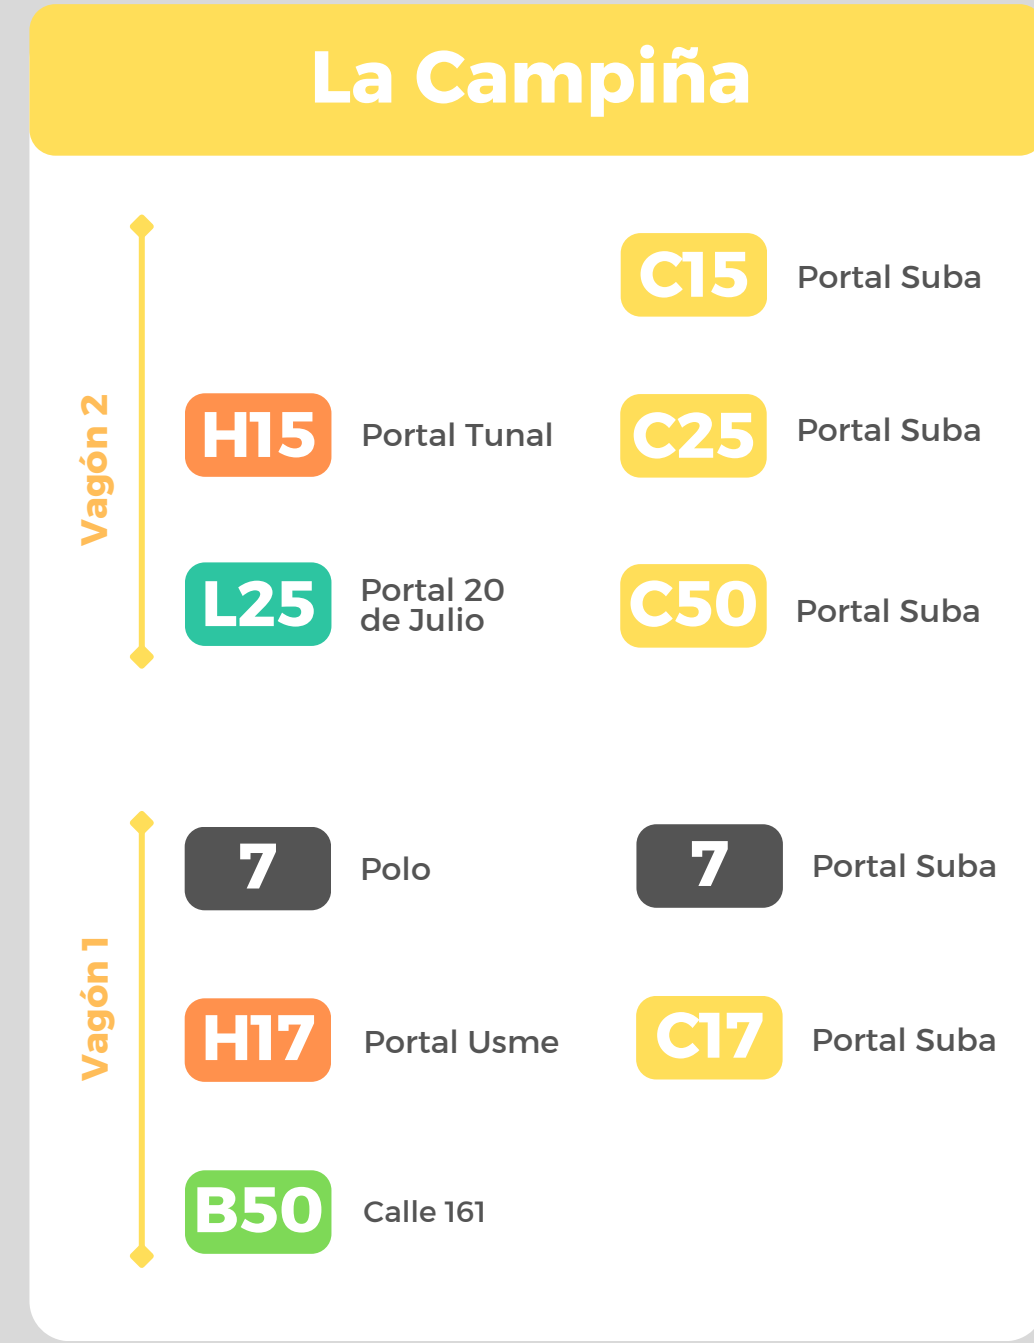 La Campiña
Vagón 2
C15 Portal Suba
H15 Portal Tunal
C25 Portal Suba
L25 Portal 20
de Julio
C50 Portal Suba
Vagón 1
7 Polo
7 Portal Suba
H17 Portal Usme
C17 Portal Suba
B50 Calle 161